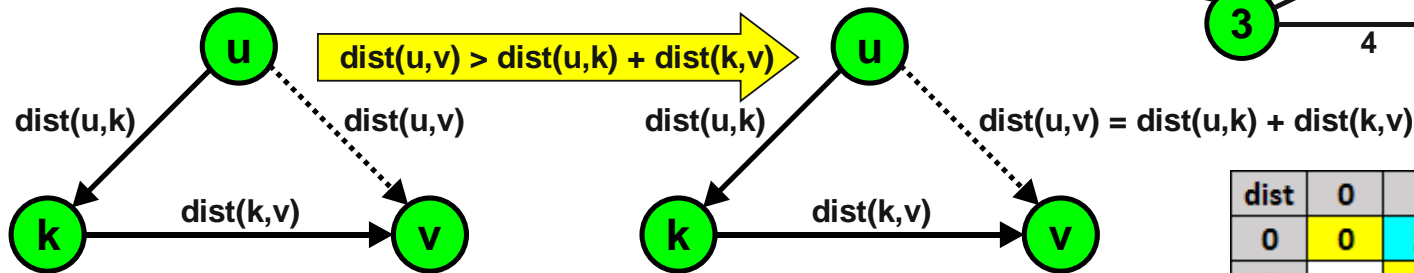 u
dist(u,v) > dist(u,k) + dist(k,v)
u
3
4
dist(u,k)
dist(u,v)
dist(u,k)
dist(u,v) = dist(u,k) + dist(k,v)
k
dist(k,v)
v
k
dist(k,v)
v
dist 0
0 0